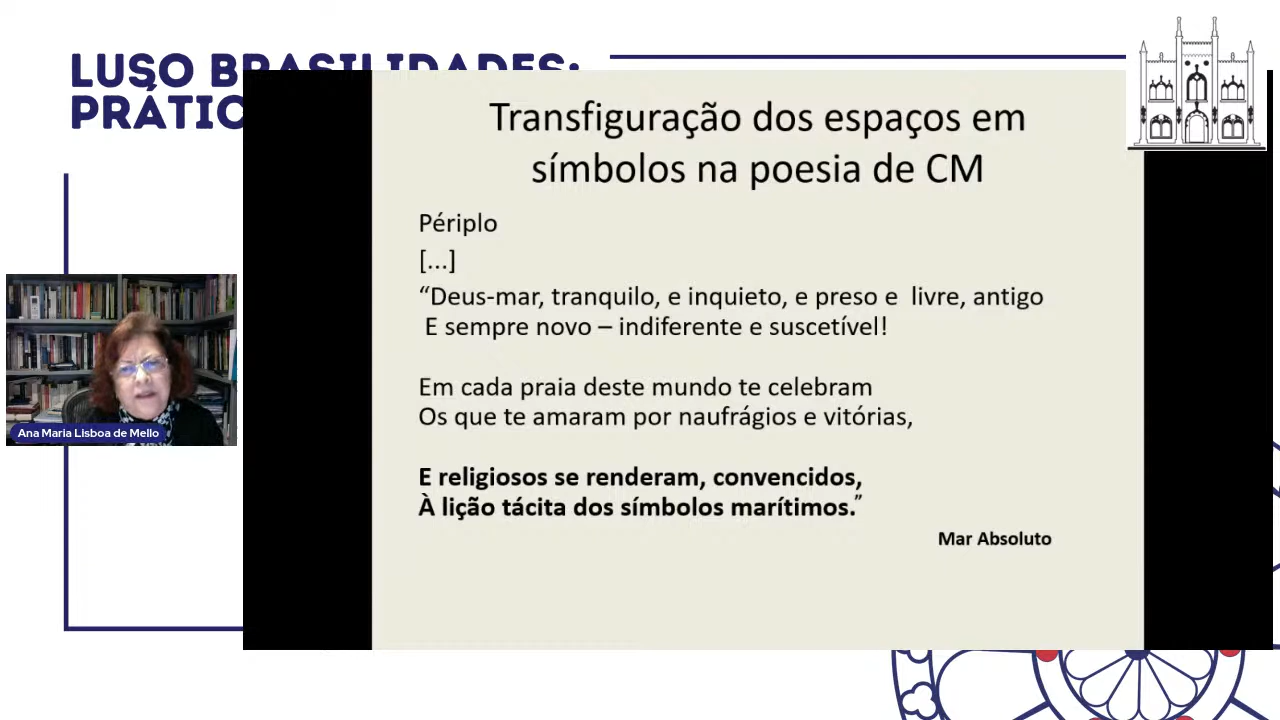 LUSO BRASILIDADES:
PRÁTIC
Transfiguração dos espaços em
símbolos na poesia de CM
Périplo
[...]
“Deus-mar, tranquilo, e inquieto, e preso e livre, antigo
E sempre novo – indiferente e suscetível!
Em cada praia deste mundo te celebram
Os que te amaram por naufrágios e vitórias,
E religiosos se renderam, convencidos,
À lição tácita dos símbolos marítimos.”
Mar Absoluto
Ana Maria Lisboa de Mello